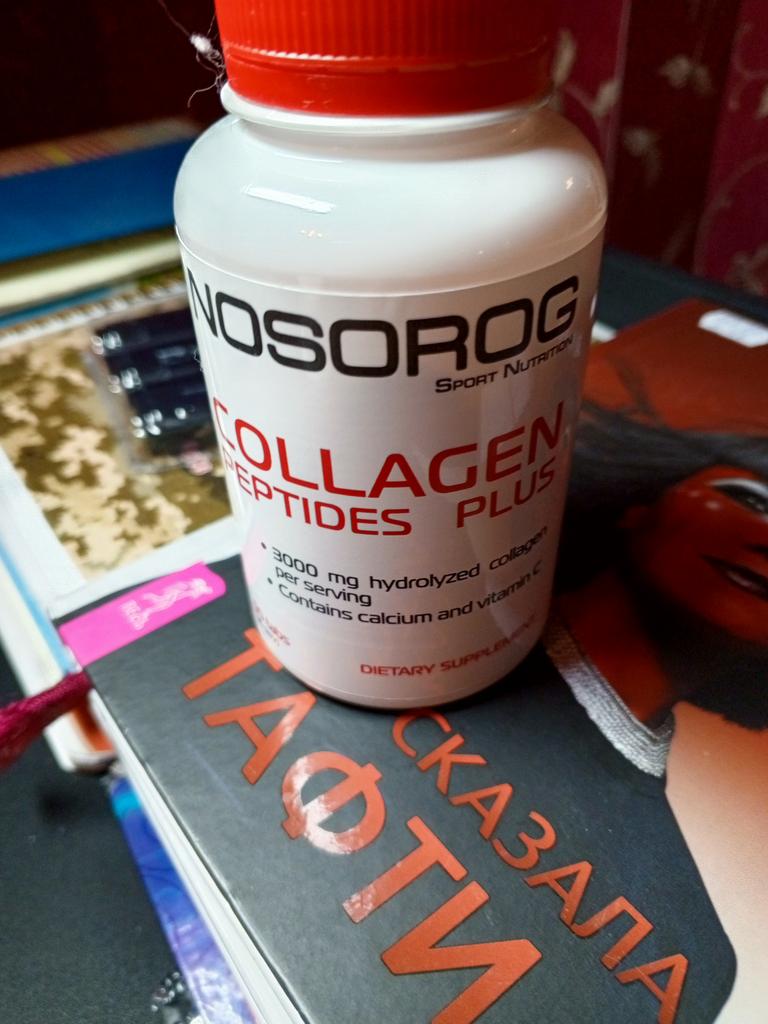 NOSOROG
SPORT NUTRITION
COLLAGEN
PEPTIDES PLUS
• 3000 mg hydrolyzed collagen
per serving
• Contains calcium and vitamin C
DIETARY SUPPLEMENT
ТАФТИ
СКАЗАЛА